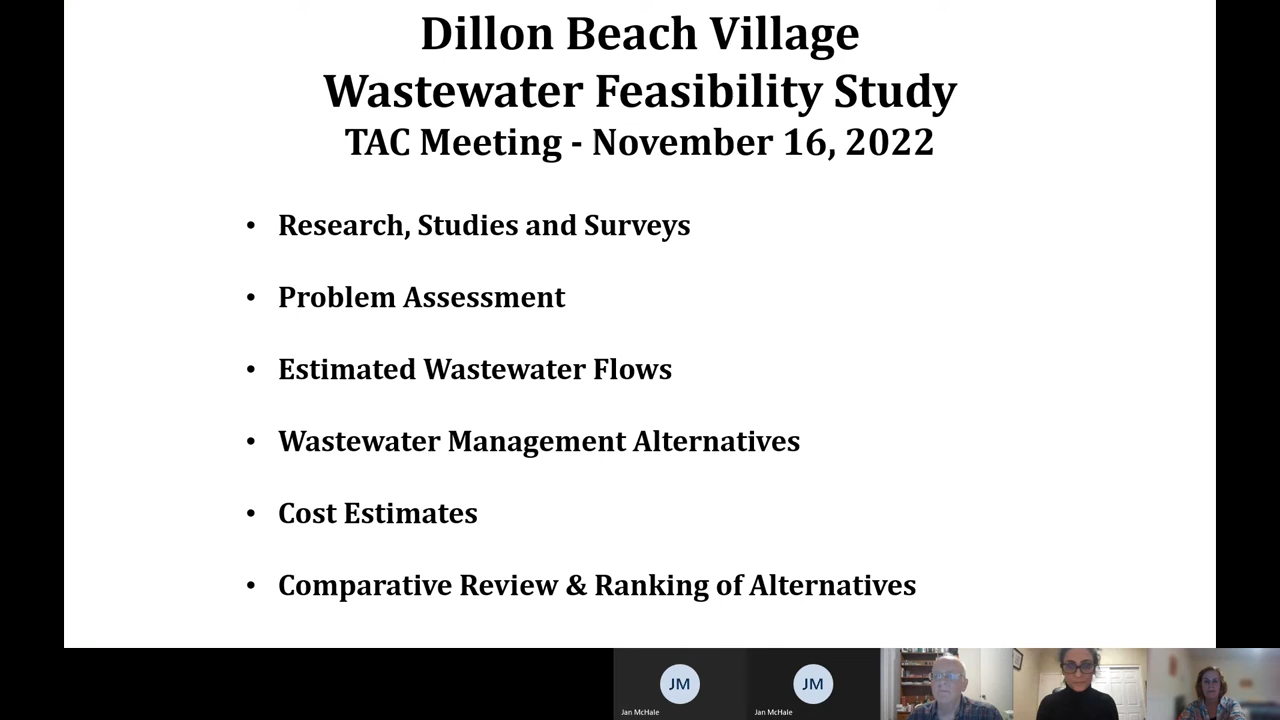 Dillon Beach Village
Wastewater Feasibility Study
TAC Meeting - November 16, 2022
• Research, Studies and Surveys
• Problem Assessment
• Estimated Wastewater Flows
• Wastewater Management Alternatives
• Cost Estimates
• Comparative Review & Ranking of Alternatives
JM
JM
Jan McHale
Jan McHale